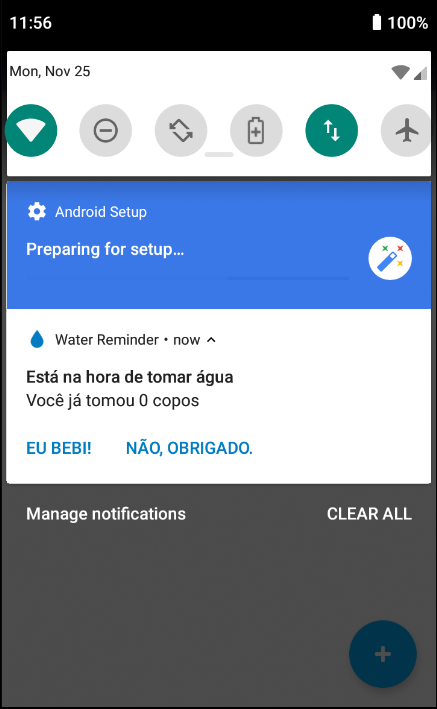 11:56 100%
Mon, Nov 25
Android Setup
Preparing for setup…
Water Reminder • now
Está na hora de tomar água
Você já tomou 0 copos
EU BEBI! NÃO, OBRIGADO.
Manage notifications CLEAR ALL